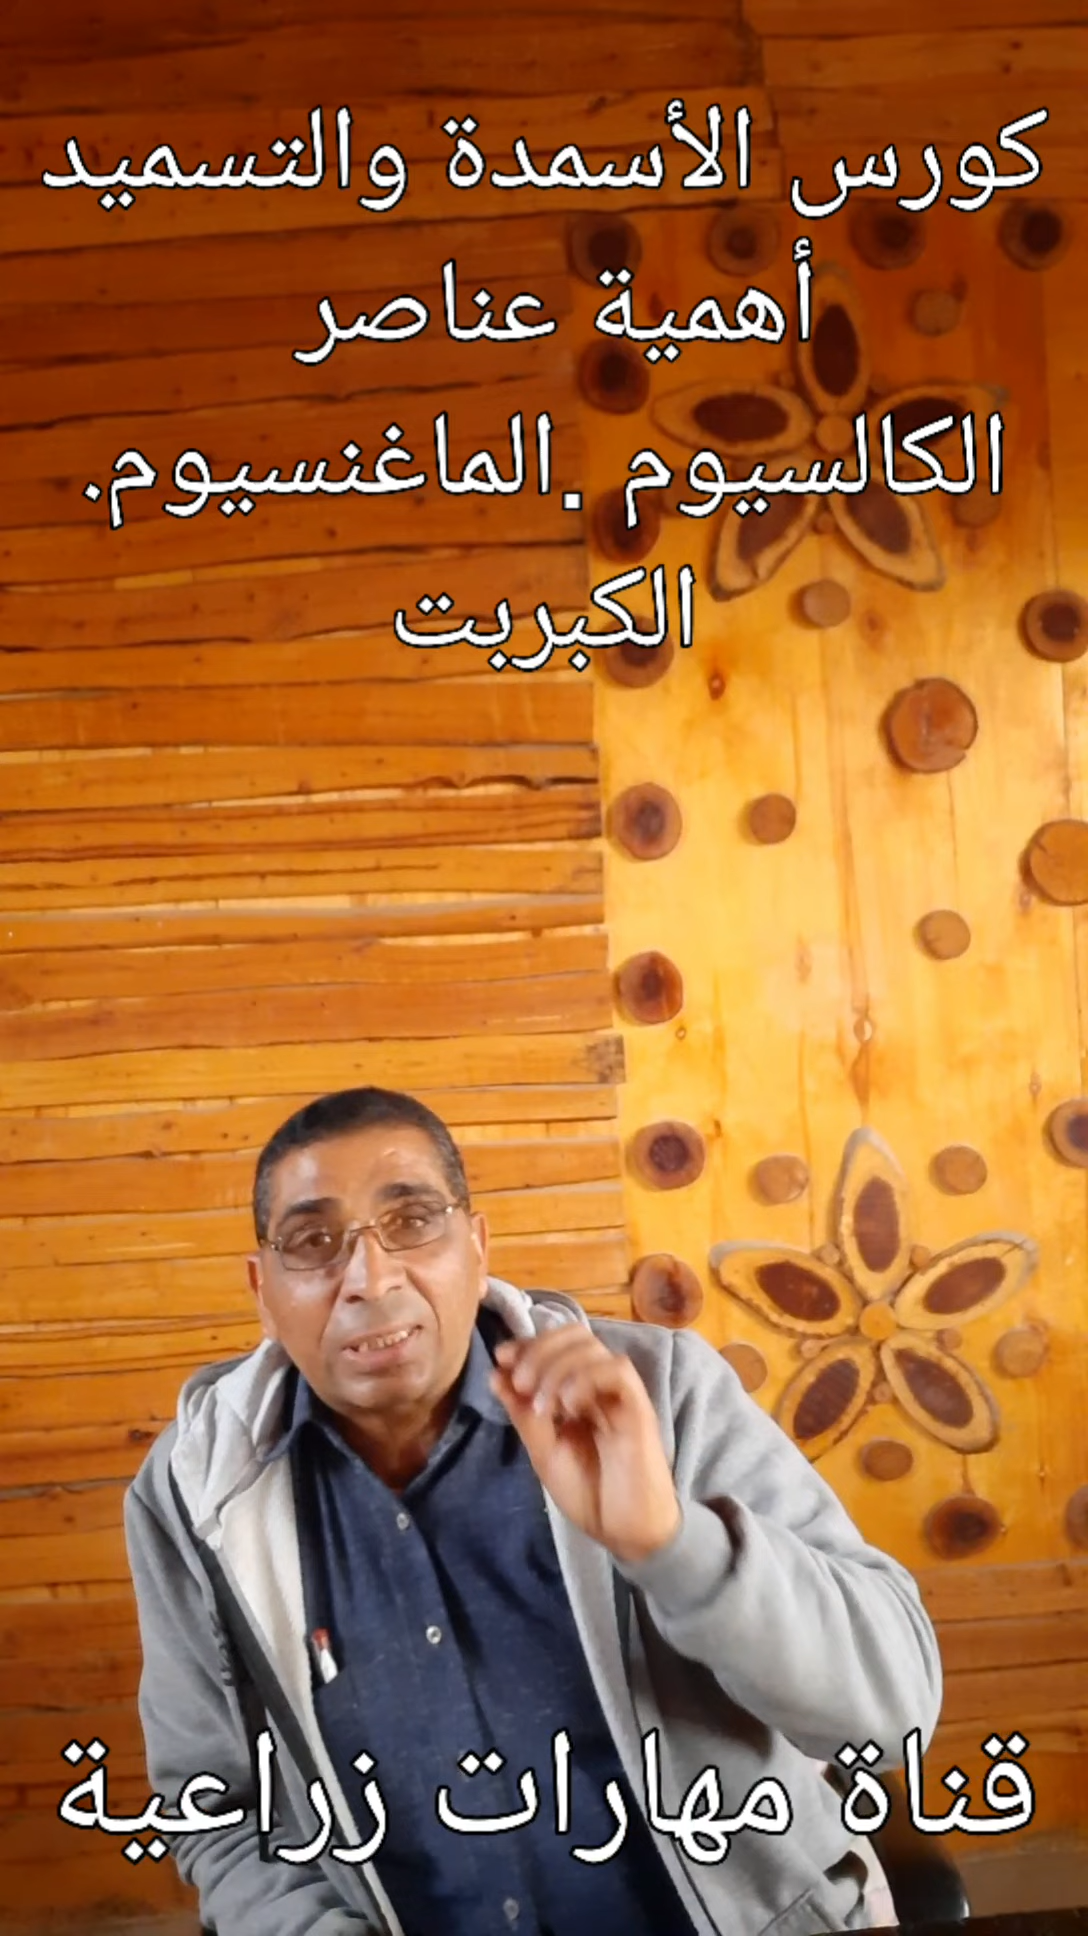 كورس الأسمدة والتسميد
أهمية عناصر
الكالسيوم .الماغنسيوم.
الكبربت
قناة مهارات زراعية